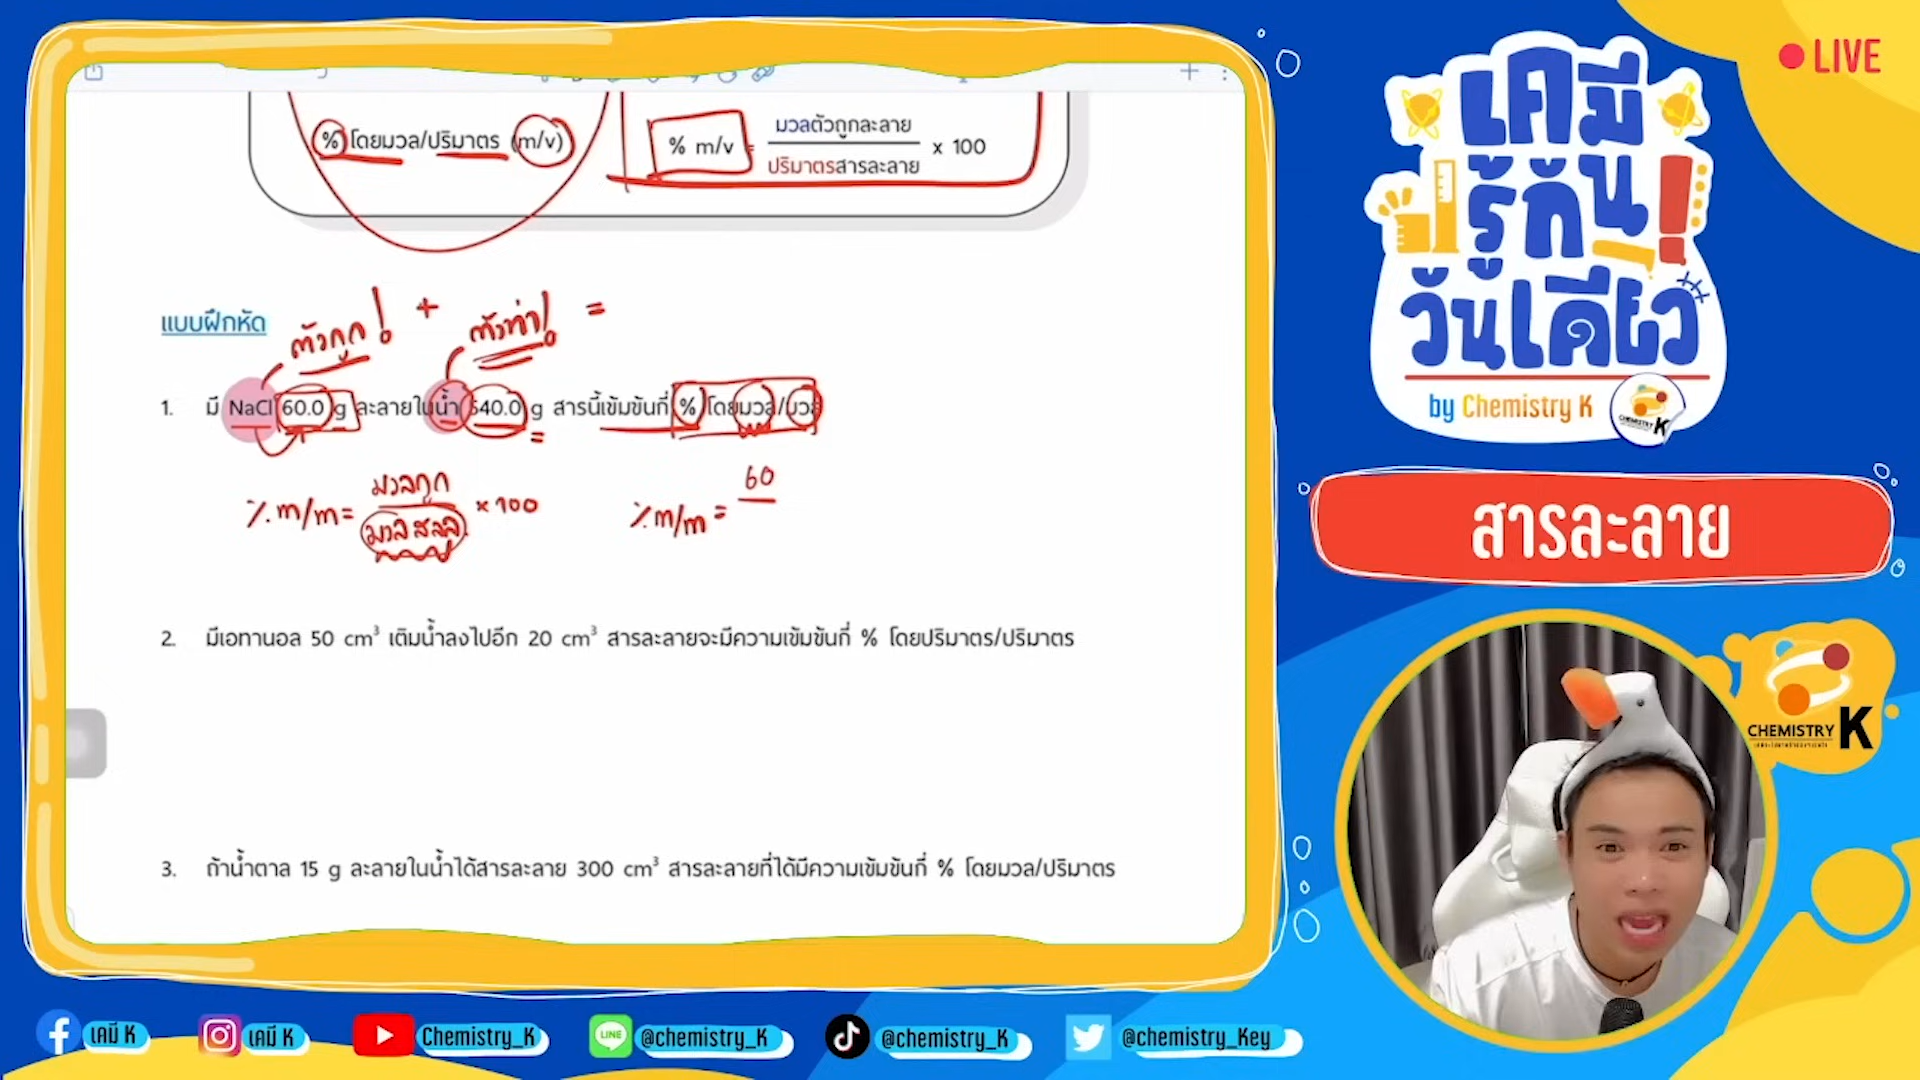 LIVE
% โดยมวล/ปริมาตร (m/v)
% m/v = มวลตัวถูกละลาย
ปริมาตรสารละลาย x 100
แบบฝึกหัด
ตัวถูก! + ตัวทำ! =
1. มี NaCl 60.0 g ละลายในน้ำ 540.0 g สารนี้เข้มข้นกี่ % โดยมวล/มวล
% m/m = มวลถูก
มวลสลล. × 100
% m/m = 60
2. มีเอทานอล 50 cm³ เติมน้ำลงไปอีก 20 cm³ สารละลายจะมีความเข้มข้นกี่ % โดยปริมาตร/ปริมาตร
3. ถ้าน้ำตาล 15 g ละลายในน้ำได้สารละลาย 300 cm³ สารละลายที่ได้มีความเข้มข้นกี่ % โดยมวล/ปริมาตร
เคมี
รู้กัน!
วันเดียว
by Chemistry K
CHEMISTRY K
สารละลาย
CHEMISTRY K
เคมี K
เคมี K
Chemistry_K
LINE
@chemistry_K
@chemistry_K
@chemistry_Key